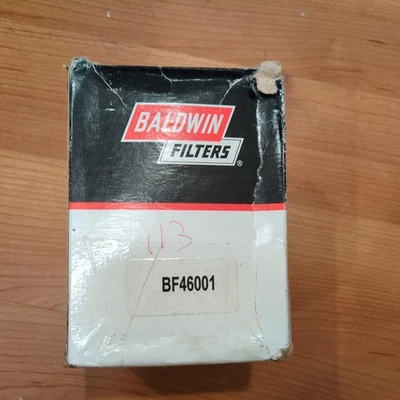 BALDWIN
FILTERS®
113
BF46001